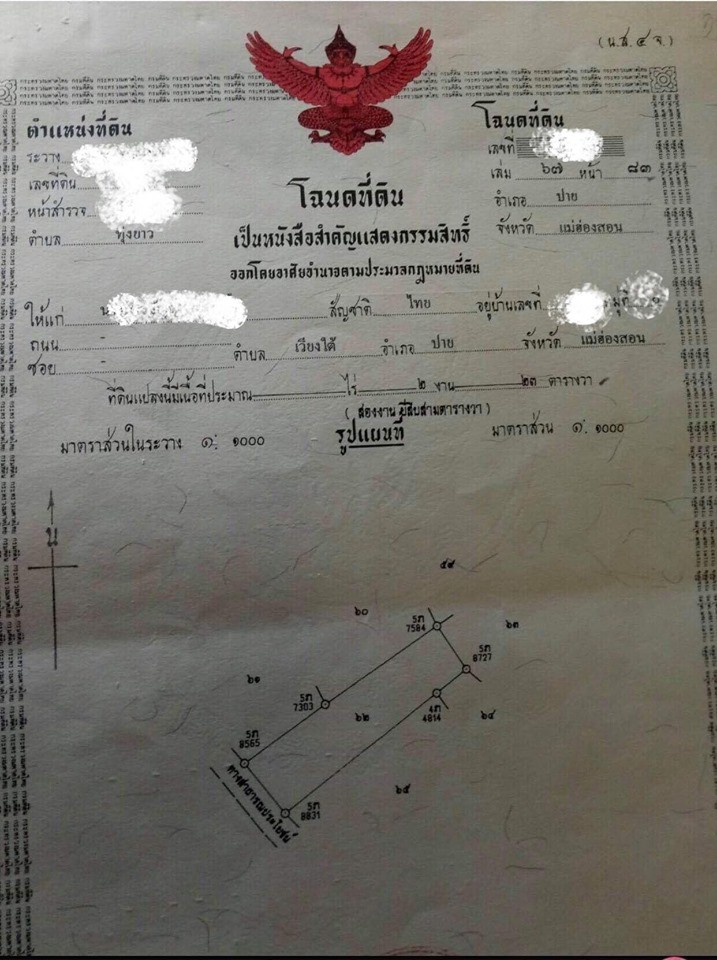 (น.ส. ๔ จ.)
ตำแหน่งที่ดิน
ระวาง
เลขที่ดิน
หน้าสำรวจ
ตำบล ทุ่งยาว
โฉนดที่ดิน
เลขที่
เล่ม ๖๗ หน้า ๘๓
อำเภอ ปาย
จังหวัด แม่ฮ่องสอน
โฉนดที่ดิน
เป็นหนังสือสำคัญแสดงกรรมสิทธิ์
ออกโดยอาศัยอำนาจตามประมวลกฎหมายที่ดิน
ให้แก่ สัญชาติ ไทย อยู่บ้านเลขที่ หมู่ที่
ถนน - ตำบล เวียงใต้ อำเภอ ปาย จังหวัด แม่ฮ่องสอน
ซอย -
ที่ดินแปลงนี้มีเนื้อที่ประมาณ - ไร่ ๒ งาน ๒๓ ตารางวา
(สองงาน ยี่สิบสามตารางวา)
มาตราส่วนในระวาง ๑: ๑๐๐๐ รูปแผนที่ มาตราส่วน ๑: ๑๐๐๐
น
๕๙
๖๐
๖๓
5ภ
7584
5ภ
8727
๖๑
5ภ
7303
๖๒
4ภ
4814
๖๔
5ภ
8565
๖๕
5ภ
8831
ทางสาธารณประโยชน์